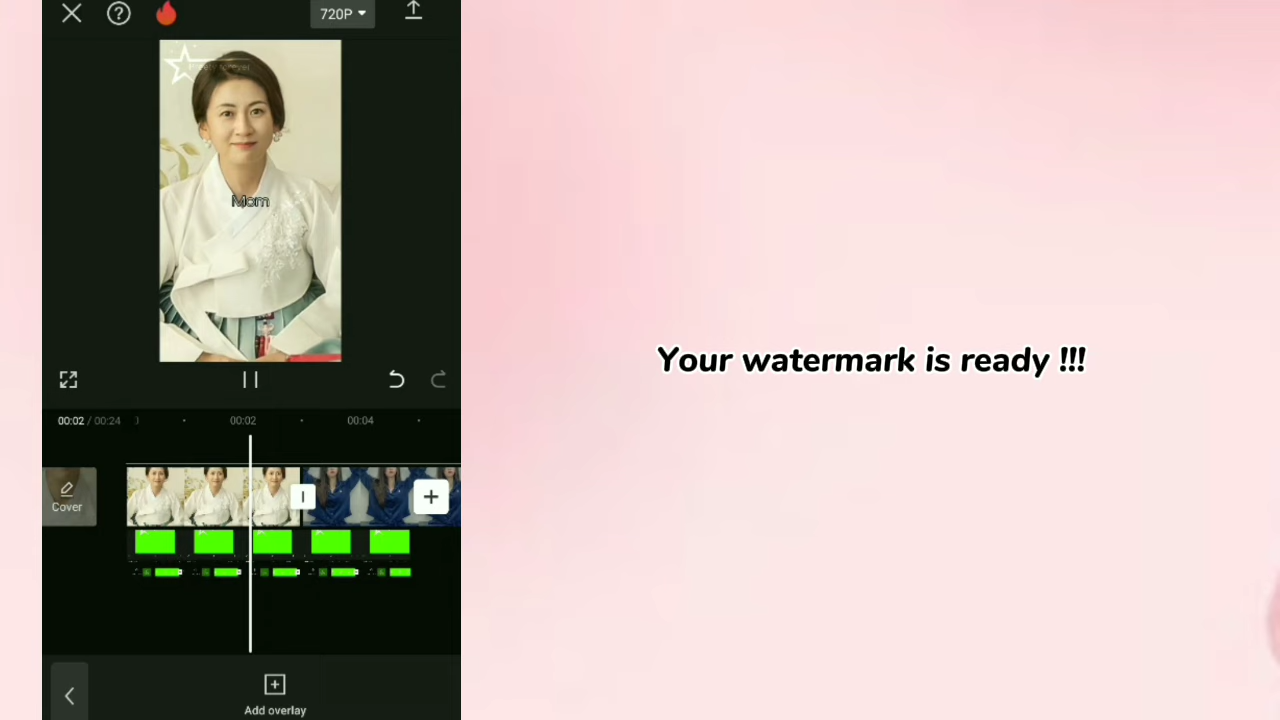 720P
Mom
00:02 / 00:24
00:02
00:04
Cover
Add overlay
Your watermark is ready !!!